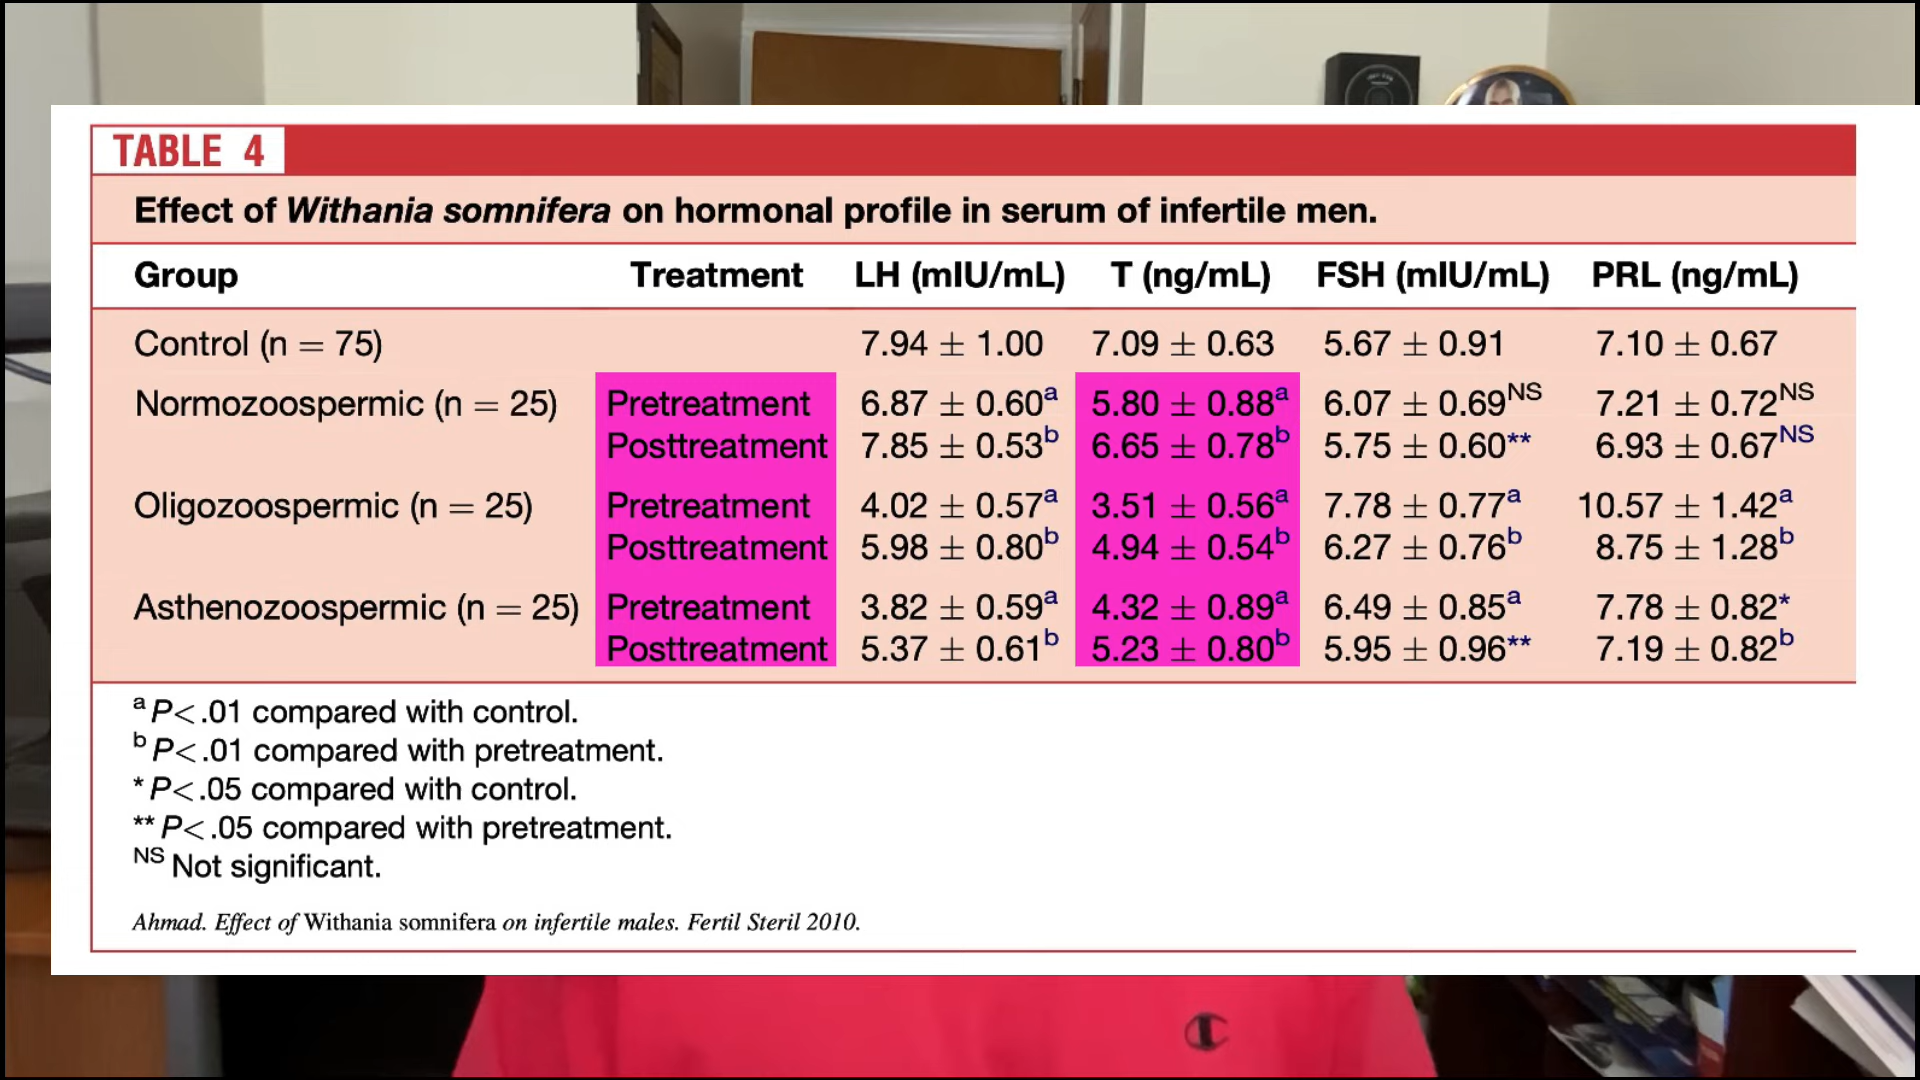 TABLE 4
Effect of Withania somnifera on hormonal profile in serum of infertile men.
Group Treatment LH (mIU/mL) T (ng/mL) FSH (mIU/mL) PRL (ng/mL)
Control (n = 75) 7.94 ± 1.00 7.09 ± 0.63 5.67 ± 0.91 7.10 ± 0.67
Normozoospermic (n = 25) Pretreatment 6.87 ± 0.60a 5.80 ± 0.88a 6.07 ± 0.69NS 7.21 ± 0.72NS
Posttreatment 7.85 ± 0.53b 6.65 ± 0.78b 5.75 ± 0.60** 6.93 ± 0.67NS
Oligozoospermic (n = 25) Pretreatment 4.02 ± 0.57a 3.51 ± 0.56a 7.78 ± 0.77a 10.57 ± 1.42a
Posttreatment 5.98 ± 0.80b 4.94 ± 0.54b 6.27 ± 0.76b 8.75 ± 1.28b
Asthenozoospermic (n = 25) Pretreatment 3.82 ± 0.59a 4.32 ± 0.89a 6.49 ± 0.85a 7.78 ± 0.82*
Posttreatment 5.37 ± 0.61b 5.23 ± 0.80b 5.95 ± 0.96** 7.19 ± 0.82b
a P<.01 compared with control.
b P<.01 compared with pretreatment.
* P<.05 compared with control.
** P<.05 compared with pretreatment.
NS Not significant.
Ahmad. Effect of Withania somnifera on infertile males. Fertil Steril 2010.